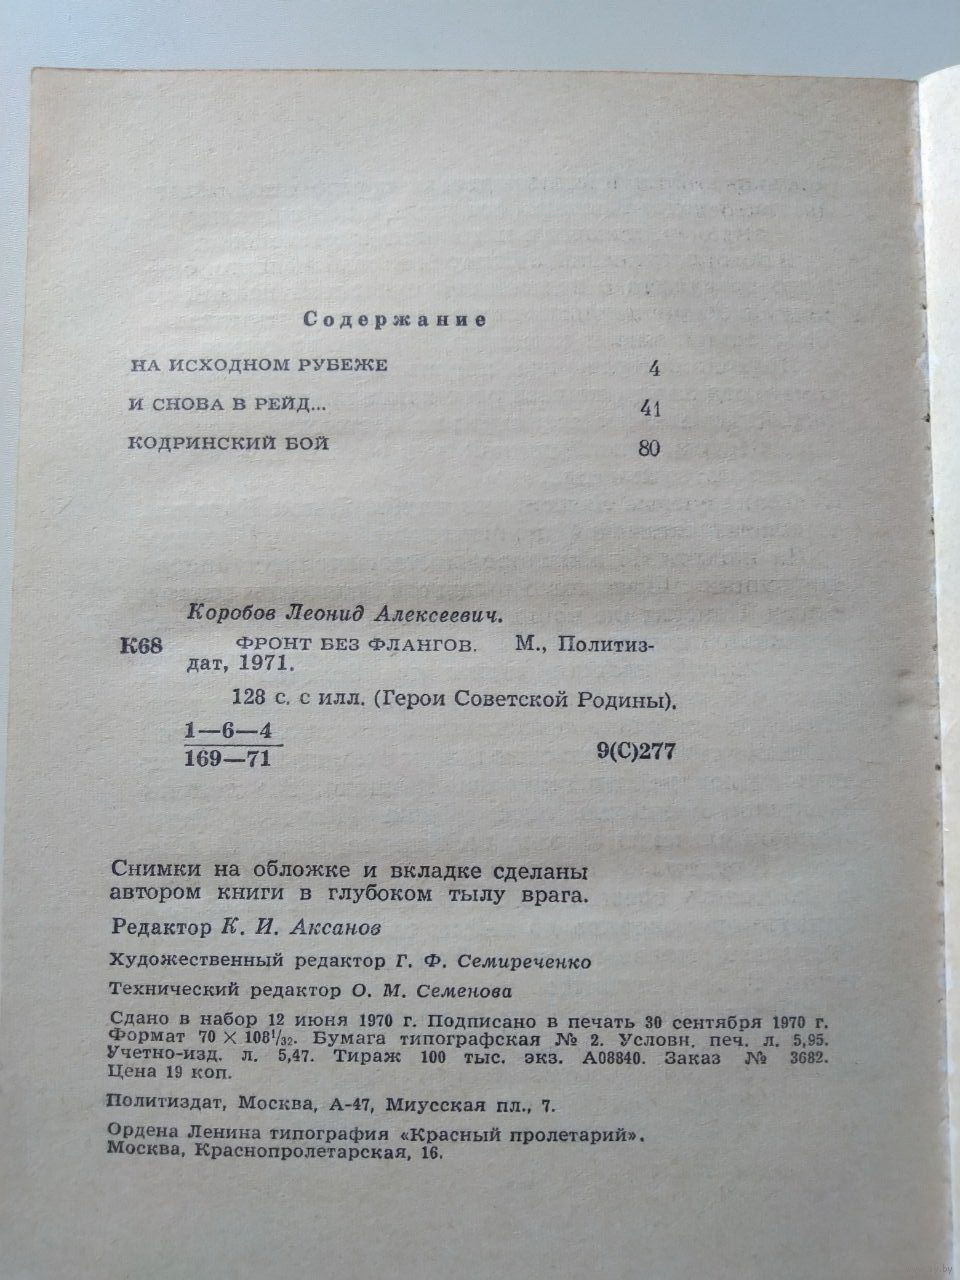 Содержание
НА ИСХОДНОМ РУБЕЖЕ 4
И СНОВА В РЕЙД... 41
КОДРИНСКИЙ БОЙ 80
Коробов Леонид Алексеевич.
К68 ФРОНТ БЕЗ ФЛАНГОВ. М., Политиз-
дат, 1971.
128 с. с илл. (Герои Советской Родины).
1—6—4
169—71 9(С)277
Снимки на обложке и вкладке сделаны
автором книги в глубоком тылу врага.
Редактор К. И. Аксанов
Художественный редактор Г. Ф. Семиреченко
Технический редактор О. М. Семенова
Сдано в набор 12 июня 1970 г. Подписано в печать 30 сентября 1970 г.
Формат 70 × 108¹/₃₂. Бумага типографская № 2. Условн. печ. л. 5,95.
Учетно-изд. л. 5,47. Тираж 100 тыс. экз. А08840. Заказ № 3682.
Цена 19 коп.
Политиздат, Москва, А-47, Миусская пл., 7.
Ордена Ленина типография «Красный пролетарий».
Москва, Краснопролетарская, 16.